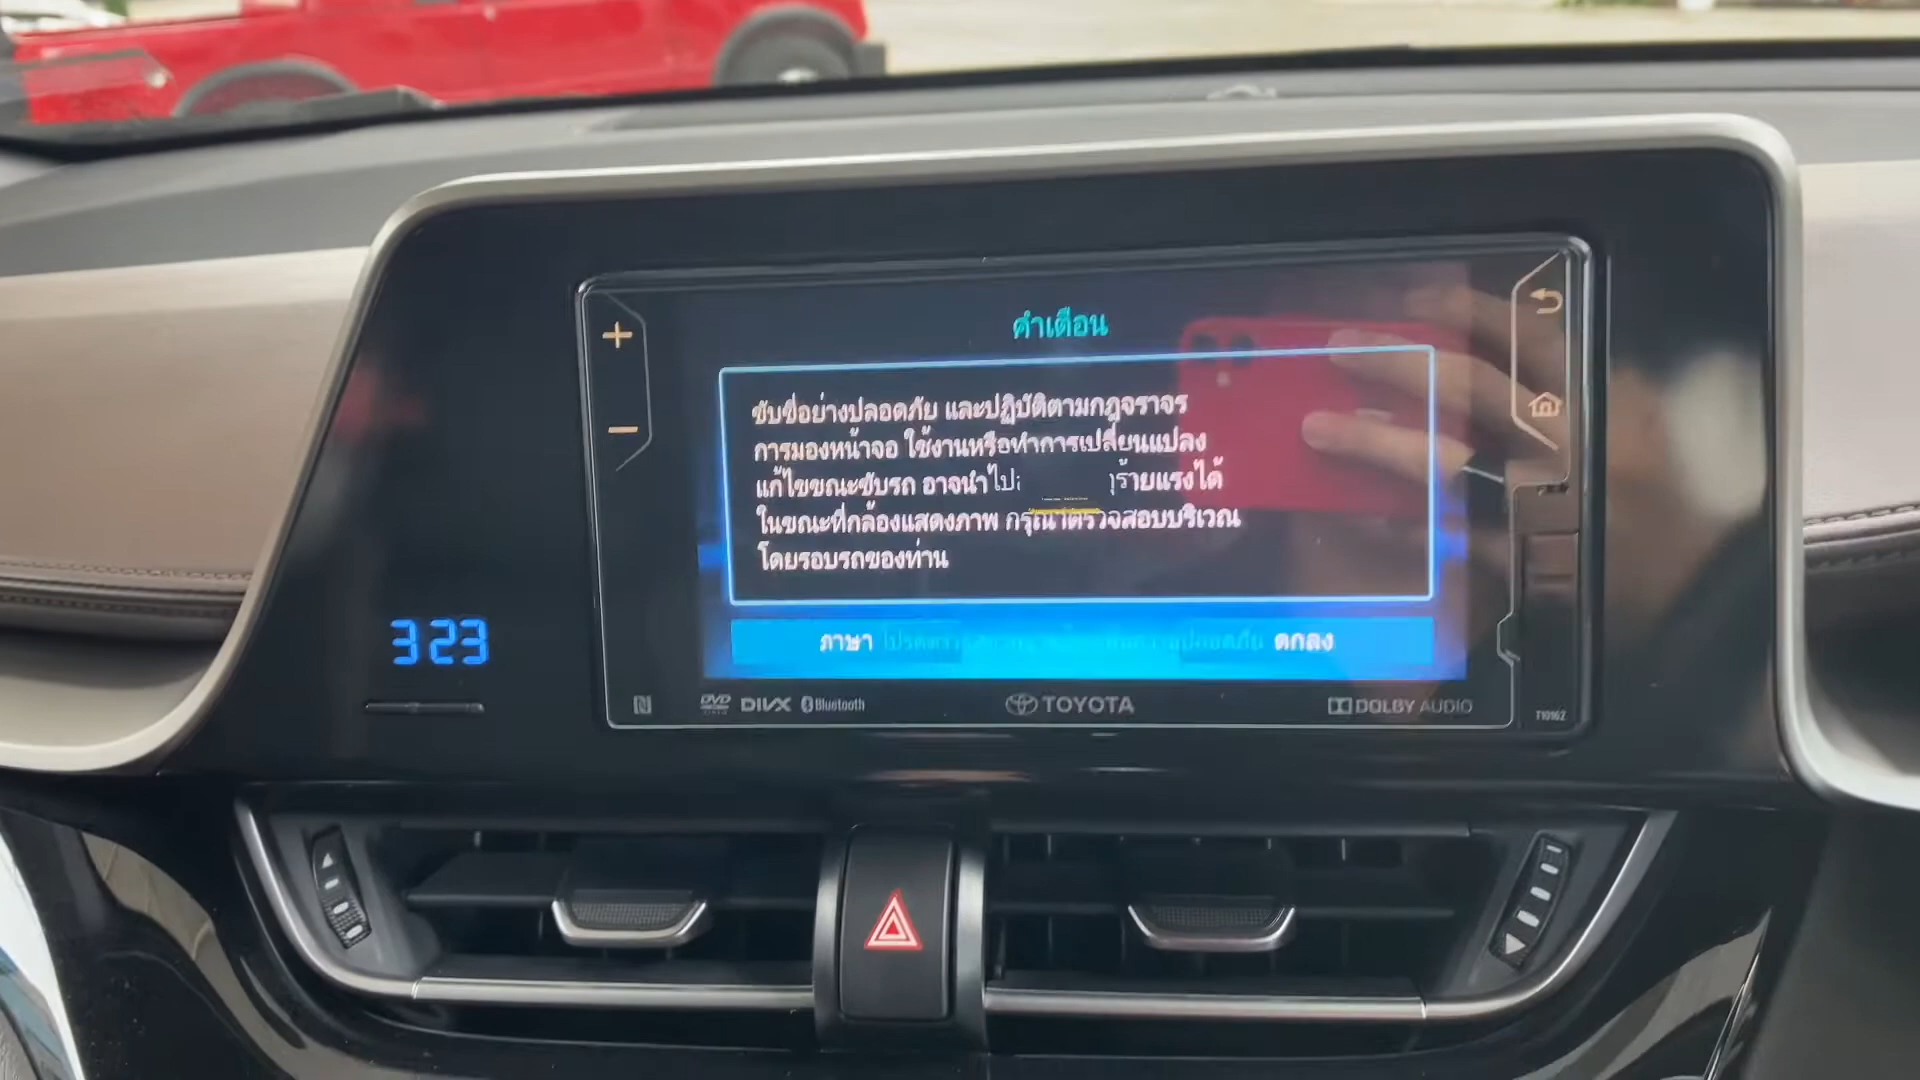 คำเตือน
ขับขี่อย่างปลอดภัย และปฏิบัติตามกฎจราจร
การมองหน้าจอ ใช้งานหรือทำการเปลี่ยนแปลง
แก้ไขขณะขับรถ อาจนำไป ร้ายแรงได้
ในขณะที่กล้องแสดงภาพ กรุณาตรวจสอบบริเวณ
โดยรอบรถของท่าน
ภาษา ตกลง
3:23
DVD DIVX Bluetooth TOYOTA DOLBY AUDIO T10162